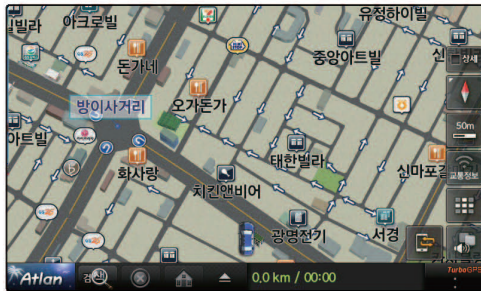 유정하이빌
빌라
아크로빌
중앙아트빌
신
상세
돈가네
방이사거리
오가돈가
50m
아트빌
교통정보
화사랑
태한빌라
신마포갈
치킨앤비어
광명전기
서경
Atlan
검색
0.0 km / 00:00
TurboGPS